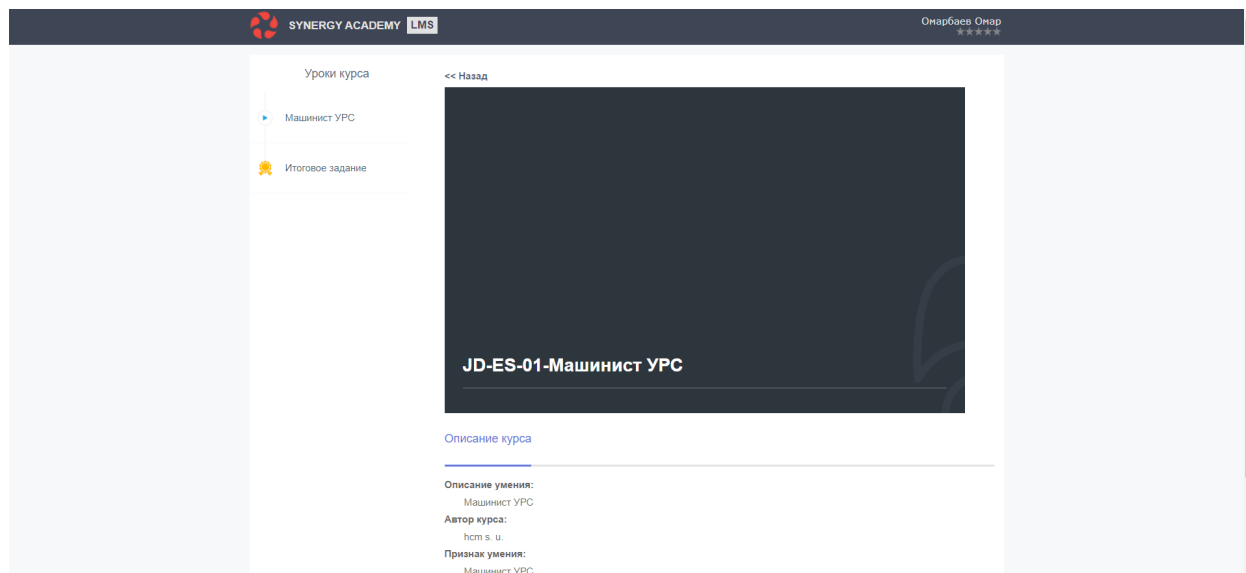 SYNERGY ACADEMY LMS
Омарбаев Омар
Уроки курса
Машинист УРС
Итоговое задание
<< Назад
JD-ES-01-Машинист УРС
Описание курса
Описание умения:
Машинист УРС
Автор курса:
hcm s. u.
Признак умения:
Машинист УРС